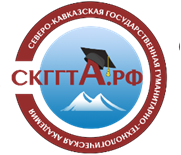 СЕВЕРО-КАВКАЗСКАЯ ГОСУДАРСТВЕННАЯ ГУМАНИТАРНО-ТЕХНОЛОГИЧЕСКАЯ АКАДЕМИЯ
СКГГТА.РФ